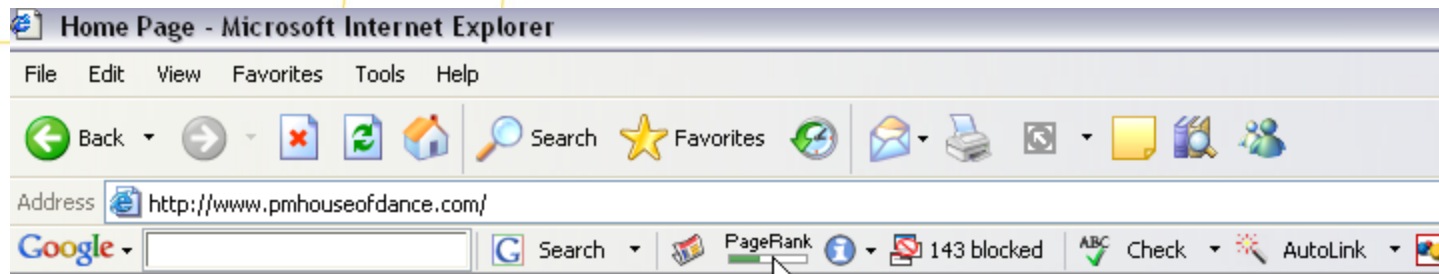 Home Page - Microsoft Internet Explorer
File Edit View Favorites Tools Help
Back Search Favorites
Address http://www.pmhouseofdance.com/
Google G Search PageRank 143 blocked ABC Check AutoLink